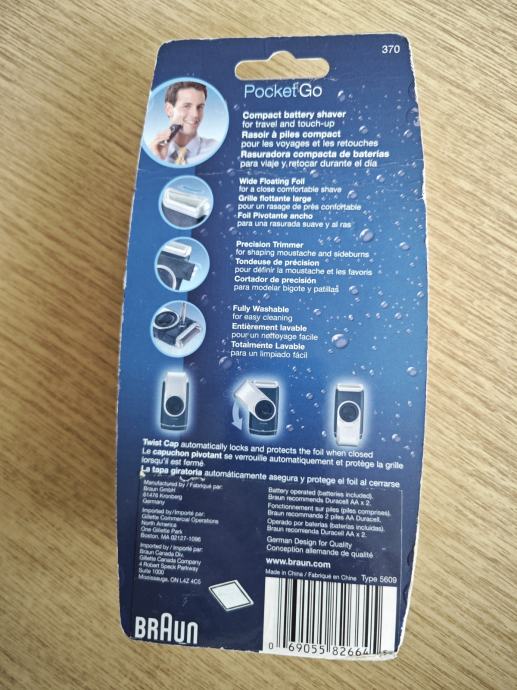 370
Pocket Go
Compact battery shaver
for travel and touch-up
Rasoir à piles compact
pour les voyages et les retouches
Rasuradora compacta de baterías
para viaje y retocar durante el día
Wide Floating Foil
for a close comfortable shave
Grille flottante large
pour un rasage de près confortable
Foil Pivotante ancho
para una rasurada suave y al ras
Precision Trimmer
for shaping moustache and sideburns
Tondeuse de précision
pour définir la moustache et les favoris
Cortador de precisión
para modelar bigote y patillas
Fully Washable
for easy cleaning
Entièrement lavable
pour un nettoyage facile
Totalmente Lavable
para un limpiado fácil
Twist Cap automatically locks and protects the foil when closed
Le capuchon pivotant se verrouille automatiquement et protège la grille
lorsqu'il est fermé
La tapa giratoria automáticamente asegura y protege el foil al cerrarse
Manufactured by / Fabriqué par:
Braun GmbH
61476 Kronberg
Germany
Imported by / Importé par:
Gillette Commercial Operations
North America
One Gillette Park
Boston, MA 02127-1096
Imported by / Importé par:
Braun Canada Div.
Gillette Canada Company
4 Robert Speck Parkway
Suite 1000
Mississauga, ON L4Z 4C5
Battery operated (batteries included).
Braun recommends Duracell AA x 2.
Fonctionnement sur piles (piles comprises).
Braun recommande 2 piles AA Duracell.
Operado por baterías (baterías incluidas).
Braun recomienda Duracell AA x 2.
German Design for Quality
Conception allemande de qualité
www.braun.com
Made in China / Fabriqué en Chine Type 5609
BRAUN
0 69055 82664